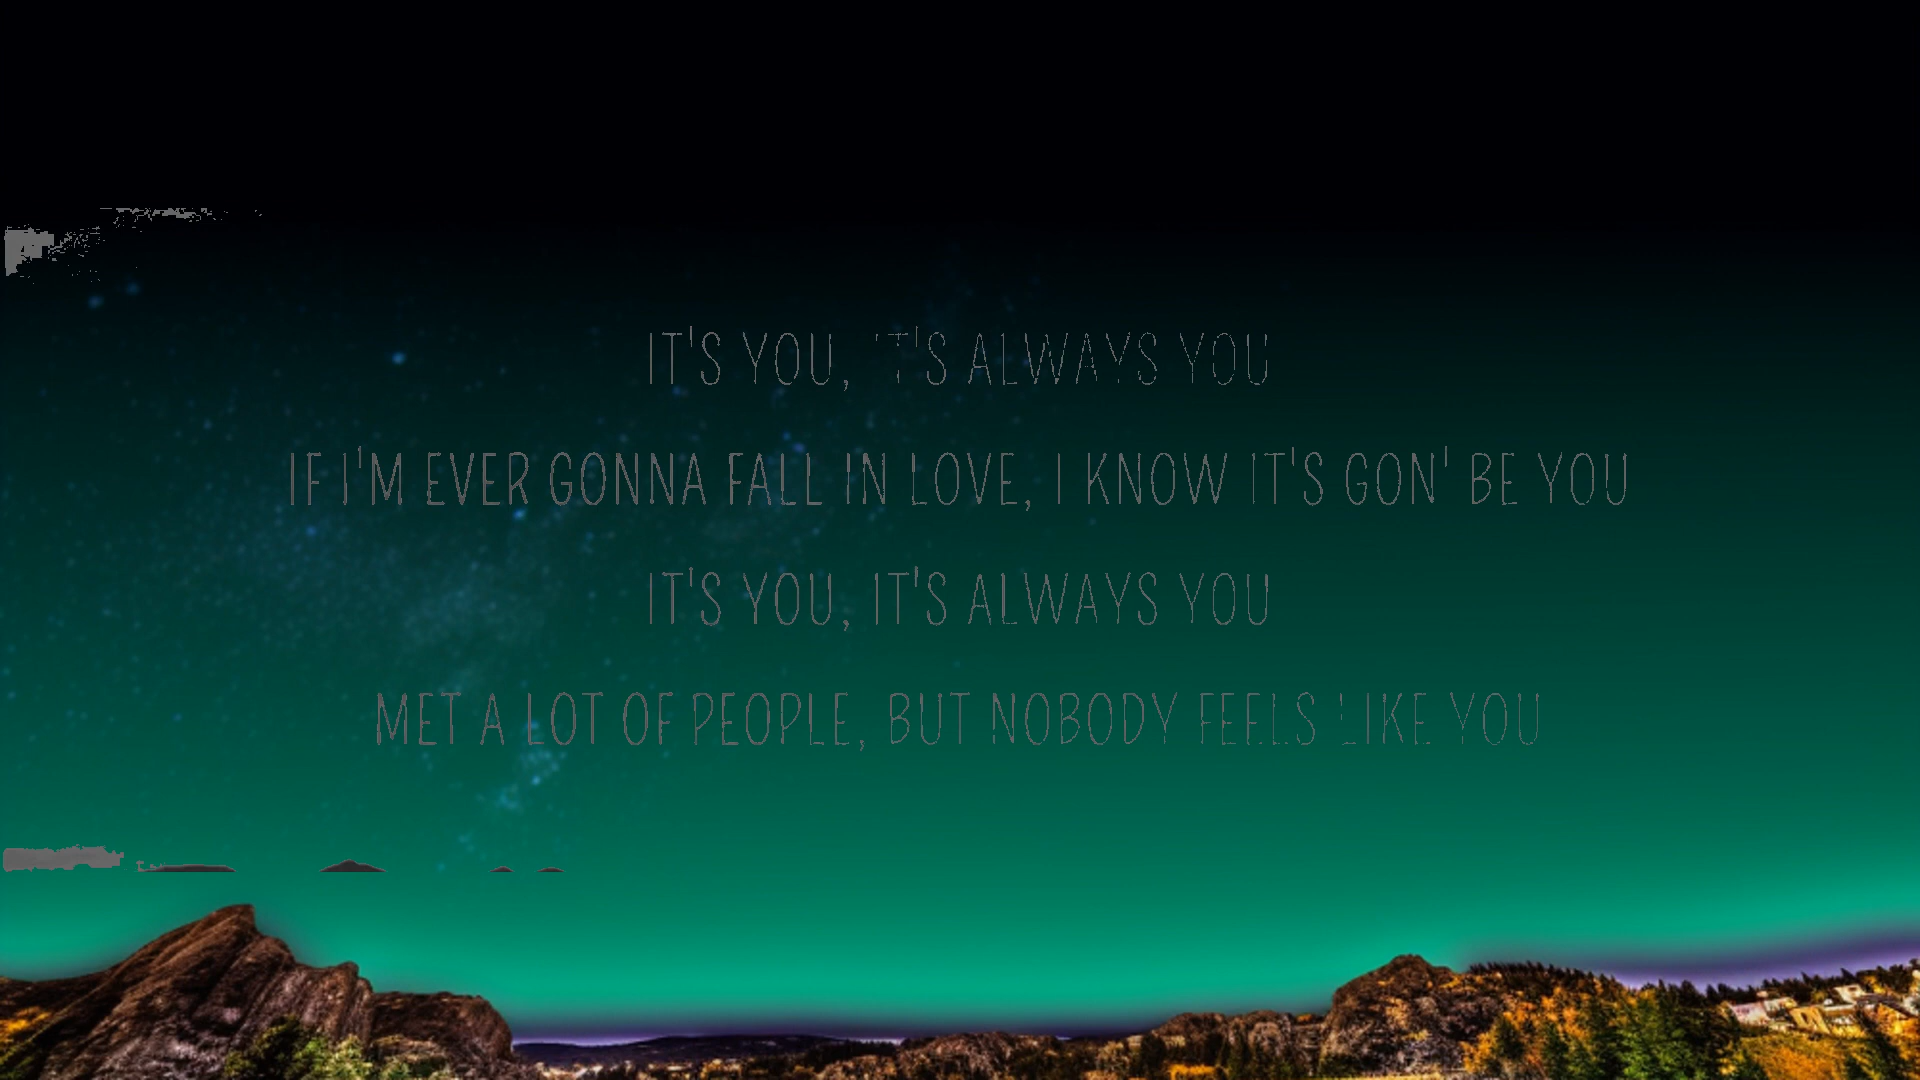 IT'S YOU, IT'S ALWAYS YOU
IF I'M EVER GONNA FALL IN LOVE, I KNOW IT'S GON' BE YOU
IT'S YOU, IT'S ALWAYS YOU
MET A LOT OF PEOPLE, BUT NOBODY FEELS LIKE YOU